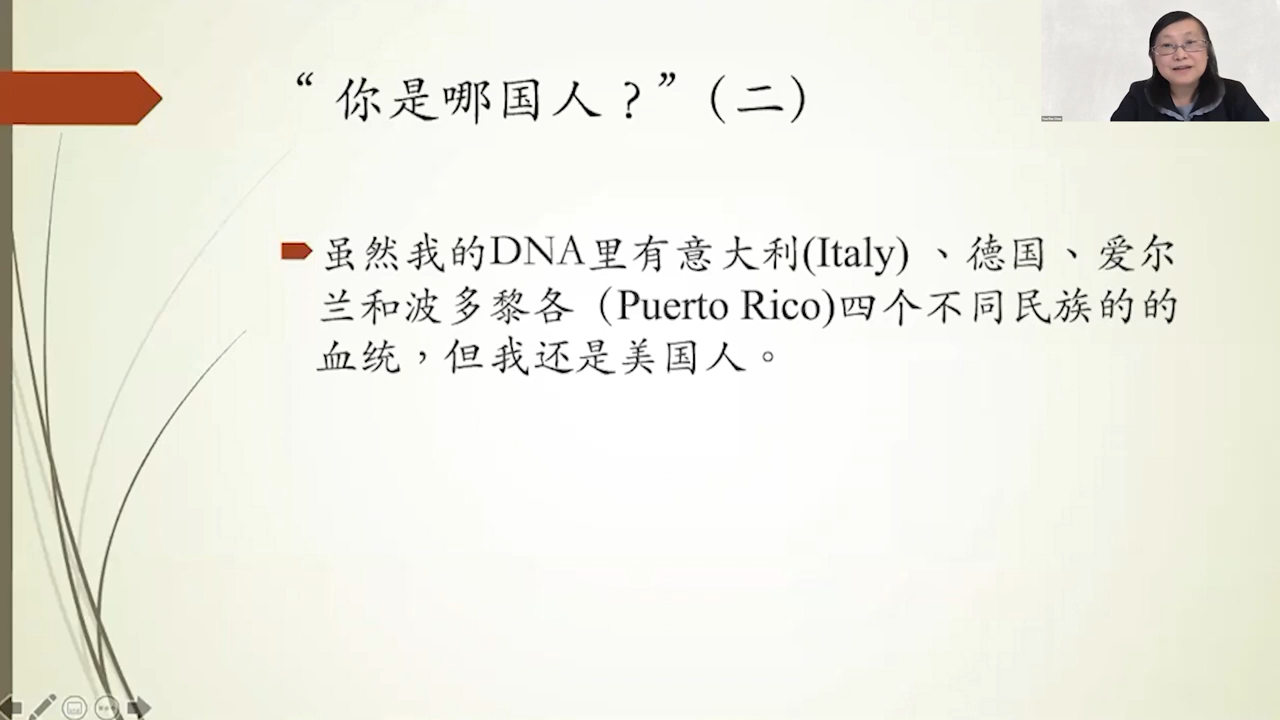 “你是哪国人？”（二）
虽然我的DNA里有意大利(Italy) 、德国、爱尔
兰和波多黎各（Puerto Rico)四个不同民族的的
血统，但我还是美国人。